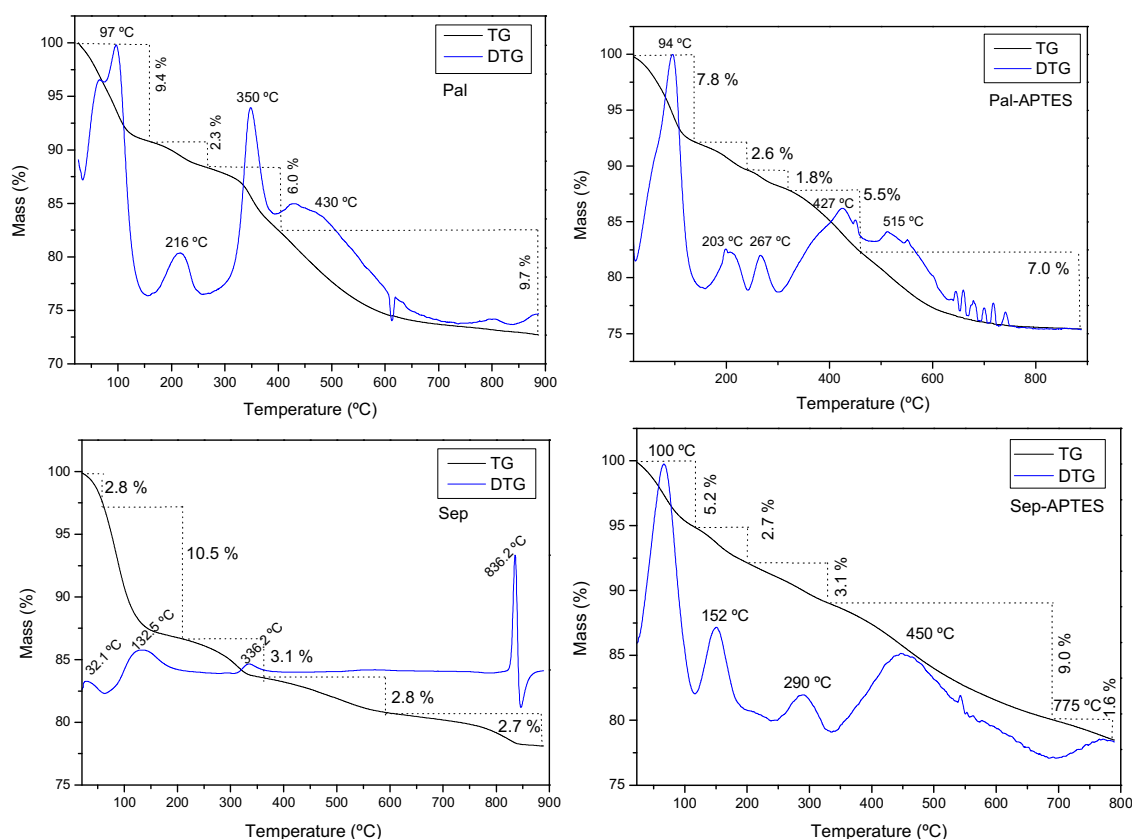 TG
DTG
Pal
97 ºC
9.4 %
2.3 %
350 ºC
6.0 %
430 ºC
216 ºC
9.7 %
100
95
90
85
80
75
70
Mass (%)
100 200 300 400 500 600 700 800 900
Temperature (ºC)
TG
DTG
Pal-APTES
94 ºC
7.8 %
2.6 %
1.8%
5.5%
427 ºC
515 ºC
203 ºC
267 ºC
7.0 %
100
95
90
85
80
75
Mass (%)
200 400 600 800
Temperature (ºC)
TG
DTG
Sep
2.8 %
10.5 %
836.2 ºC
32.1 ºC
132.5 ºC
336.2 ºC
3.1 %
2.8 %
2.7 %
100
95
90
85
80
75
Mass (%)
100 200 300 400 500 600 700 800 900
Temperature (ºC)
TG
DTG
Sep-APTES
100 ºC
5.2 %
2.7 %
3.1 %
152 ºC
450 ºC
290 ºC
9.0 %
775 ºC
1.6 %
100
95
90
85
80
75
Mass (%)
100 200 300 400 500 600 700 800
Temperature (ºC)